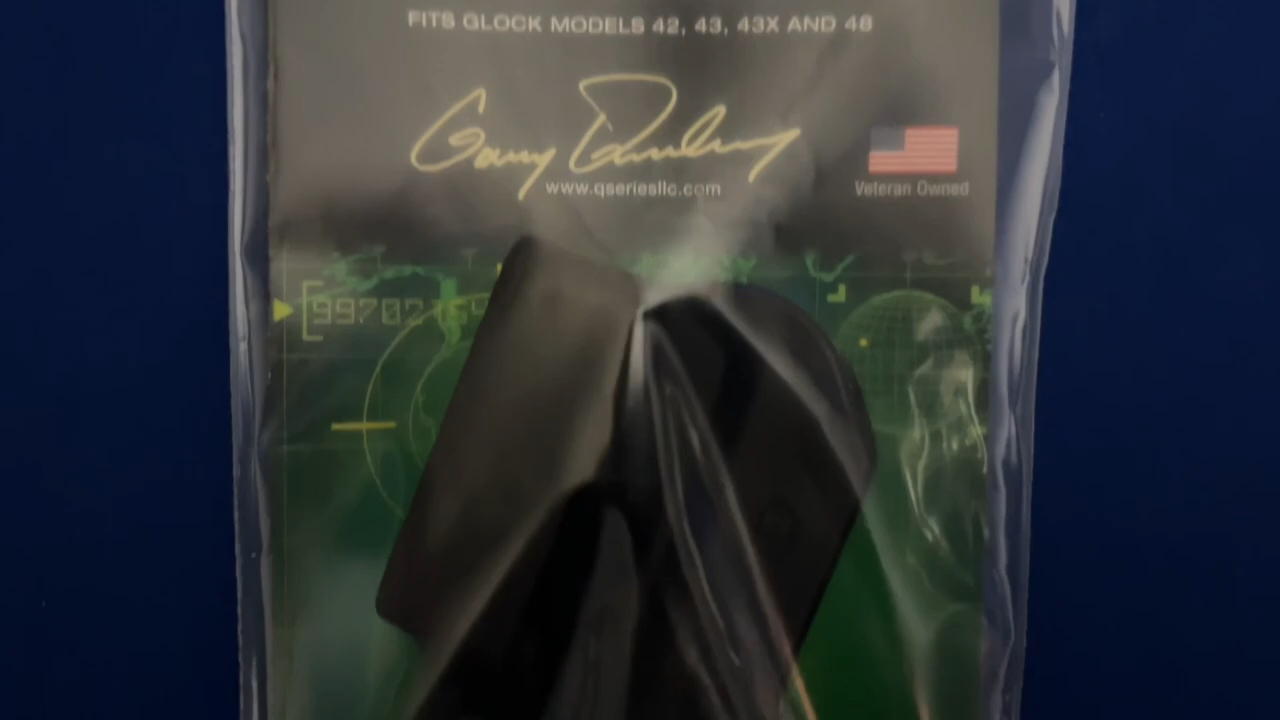 FITS GLOCK MODELS 42, 43, 43X AND 48
www.qseriesllc.com
Veteran Owned